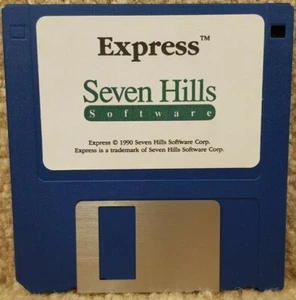 Express™
Seven Hills
Software
Express © 1990 Seven Hills Software Corp.
Express is a trademark of Seven Hills Software Corp.